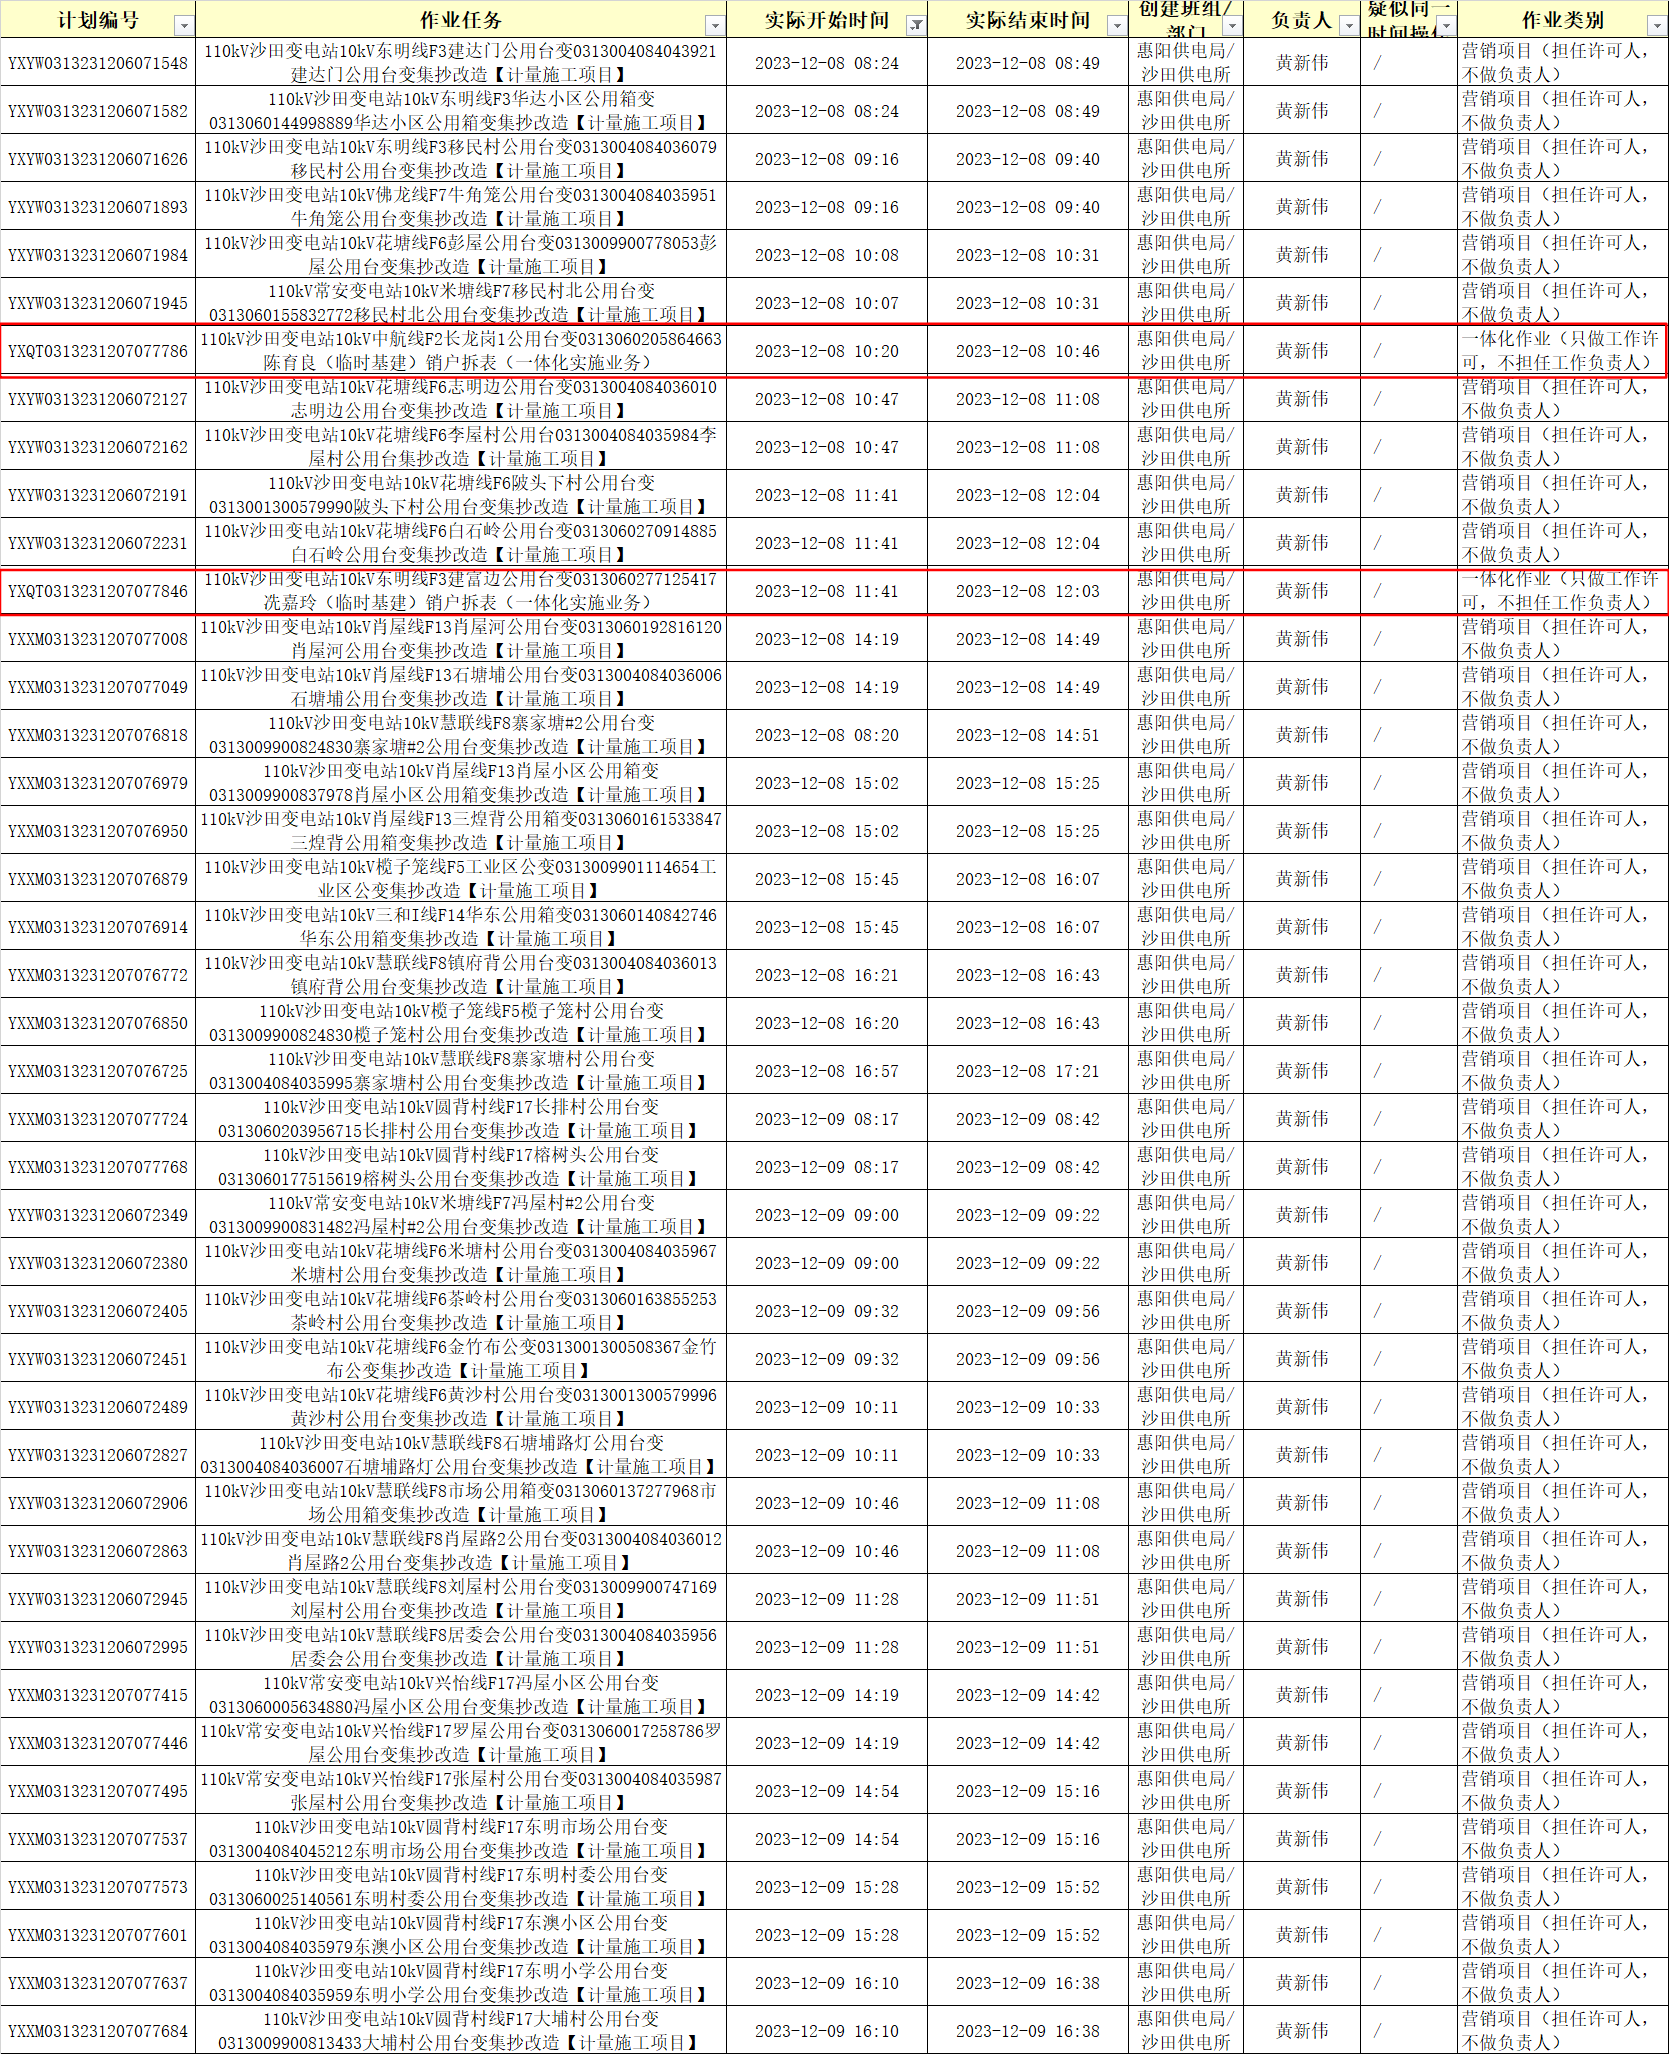 计划编号 作业任务 实际开始时间 实际结束时间 创建班组/部门 负责人 疑似同一时间操作 作业类别
YXYW0313231206071548 110kV沙田变电站10kV东明线F3建达门公用台变0313004084043921建达门公用台变集抄改造【计量施工项目】 2023-12-08 08:24 2023-12-08 08:49 惠阳供电局/沙田供电所 黄新伟 / 营销项目（担任许可人，不做负责人）
YXYW0313231206071582 110kV沙田变电站10kV东明线F3华达小区公用箱变0313060144998889华达小区公用箱变集抄改造【计量施工项目】 2023-12-08 08:24 2023-12-08 08:49 惠阳供电局/沙田供电所 黄新伟 / 营销项目（担任许可人，不做负责人）
YXYW0313231206071626 110kV沙田变电站10kV东明线F3移民村公用台变0313004084036079移民村公用台变集抄改造【计量施工项目】 2023-12-08 09:16 2023-12-08 09:40 惠阳供电局/沙田供电所 黄新伟 / 营销项目（担任许可人，不做负责人）
YXYW0313231206071893 110kV沙田变电站10kV佛龙线F7牛角笼公用台变0313004084035951牛角笼公用台变集抄改造【计量施工项目】 2023-12-08 09:16 2023-12-08 09:40 惠阳供电局/沙田供电所 黄新伟 / 营销项目（担任许可人，不做负责人）
YXYW0313231206071984 110kV沙田变电站10kV花塘线F6彭屋公用台变0313009900778053彭屋公用台变集抄改造【计量施工项目】 2023-12-08 10:08 2023-12-08 10:31 惠阳供电局/沙田供电所 黄新伟 / 营销项目（担任许可人，不做负责人）
YXYW0313231206071945 110kV常安变电站10kV米塘线F7移民村北公用台变0313060155832772移民村北公用台变集抄改造【计量施工项目】 2023-12-08 10:07 2023-12-08 10:31 惠阳供电局/沙田供电所 黄新伟 / 营销项目（担任许可人，不做负责人）
YXQT0313231207077786 110kV沙田变电站10kV中航线F2长龙岗1公用台变0313060205864663陈育良（临时基建）销户拆表（一体化实施业务） 2023-12-08 10:20 2023-12-08 10:46 惠阳供电局/沙田供电所 黄新伟 / 一体化作业（只做工作许可，不担任工作负责人）
YXYW0313231206072127 110kV沙田变电站10kV花塘线F6志明边公用台变0313004084036010志明边公用台变集抄改造【计量施工项目】 2023-12-08 10:47 2023-12-08 11:08 惠阳供电局/沙田供电所 黄新伟 / 营销项目（担任许可人，不做负责人）
YXYW0313231206072162 110kV沙田变电站10kV花塘线F6李屋村公用台0313004084035984李屋村公用台集抄改造【计量施工项目】 2023-12-08 10:47 2023-12-08 11:08 惠阳供电局/沙田供电所 黄新伟 / 营销项目（担任许可人，不做负责人）
YXYW0313231206072191 110kV沙田变电站10kV花塘线F6陂头下村公用台变0313001300579990陂头下村公用台变集抄改造【计量施工项目】 2023-12-08 11:41 2023-12-08 12:04 惠阳供电局/沙田供电所 黄新伟 / 营销项目（担任许可人，不做负责人）
YXYW0313231206072231 110kV沙田变电站10kV花塘线F6白石岭公用台变0313060270914885白石岭公用台变集抄改造【计量施工项目】 2023-12-08 11:41 2023-12-08 12:04 惠阳供电局/沙田供电所 黄新伟 / 营销项目（担任许可人，不做负责人）
YXQT0313231207077846 110kV沙田变电站10kV东明线F3建富边公用台变0313060277125417冼嘉玲（临时基建）销户拆表（一体化实施业务） 2023-12-08 11:41 2023-12-08 12:03 惠阳供电局/沙田供电所 黄新伟 / 一体化作业（只做工作许可，不担任工作负责人）
YXXM0313231207077008 110kV沙田变电站10kV肖屋线F13肖屋河公用台变0313060192816120肖屋河公用台变集抄改造【计量施工项目】 2023-12-08 14:19 2023-12-08 14:49 惠阳供电局/沙田供电所 黄新伟 / 营销项目（担任许可人，不做负责人）
YXXM0313231207077049 110kV沙田变电站10kV肖屋线F13石塘埔公用台变0313004084036006石塘埔公用台变集抄改造【计量施工项目】 2023-12-08 14:19 2023-12-08 14:49 惠阳供电局/沙田供电所 黄新伟 / 营销项目（担任许可人，不做负责人）
YXXM0313231207076818 110kV沙田变电站10kV慧联线F8寨家塘#2公用台变0313009900824830寨家塘#2公用台变集抄改造【计量施工项目】 2023-12-08 08:20 2023-12-08 14:51 惠阳供电局/沙田供电所 黄新伟 / 营销项目（担任许可人，不做负责人）
YXXM0313231207076979 110kV沙田变电站10kV肖屋线F13肖屋小区公用箱变0313009900837978肖屋小区公用箱变集抄改造【计量施工项目】 2023-12-08 15:02 2023-12-08 15:25 惠阳供电局/沙田供电所 黄新伟 / 营销项目（担任许可人，不做负责人）
YXXM0313231207076950 110kV沙田变电站10kV肖屋线F13三煌背公用箱变0313060161533847三煌背公用箱变集抄改造【计量施工项目】 2023-12-08 15:02 2023-12-08 15:25 惠阳供电局/沙田供电所 黄新伟 / 营销项目（担任许可人，不做负责人）
YXXM0313231207076879 110kV沙田变电站10kV榄子笼线F5工业区公变0313009901114654工业区公变集抄改造【计量施工项目】 2023-12-08 15:45 2023-12-08 16:07 惠阳供电局/沙田供电所 黄新伟 / 营销项目（担任许可人，不做负责人）
YXXM0313231207076914 110kV沙田变电站10kV三和I线F14华东公用箱变0313060140842746华东公用箱变集抄改造【计量施工项目】 2023-12-08 15:45 2023-12-08 16:07 惠阳供电局/沙田供电所 黄新伟 / 营销项目（担任许可人，不做负责人）
YXXM0313231207076772 110kV沙田变电站10kV慧联线F8镇府背公用台变0313004084036013镇府背公用台变集抄改造【计量施工项目】 2023-12-08 16:21 2023-12-08 16:43 惠阳供电局/沙田供电所 黄新伟 / 营销项目（担任许可人，不做负责人）
YXXM0313231207076850 110kV沙田变电站10kV榄子笼线F5榄子笼村公用台变0313009900824830榄子笼村公用台变集抄改造【计量施工项目】 2023-12-08 16:20 2023-12-08 16:43 惠阳供电局/沙田供电所 黄新伟 / 营销项目（担任许可人，不做负责人）
YXXM0313231207076725 110kV沙田变电站10kV慧联线F8寨家塘村公用台变0313004084035995寨家塘村公用台变集抄改造【计量施工项目】 2023-12-08 16:57 2023-12-08 17:21 惠阳供电局/沙田供电所 黄新伟 / 营销项目（担任许可人，不做负责人）
YXXM0313231207077724 110kV沙田变电站10kV圆背村线F17长排村公用台变0313060203956715长排村公用台变集抄改造【计量施工项目】 2023-12-09 08:17 2023-12-09 08:42 惠阳供电局/沙田供电所 黄新伟 / 营销项目（担任许可人，不做负责人）
YXXM0313231207077768 110kV沙田变电站10kV圆背村线F17榕树头公用台变0313060177515619榕树头公用台变集抄改造【计量施工项目】 2023-12-09 08:17 2023-12-09 08:42 惠阳供电局/沙田供电所 黄新伟 / 营销项目（担任许可人，不做负责人）
YXYW0313231206072349 110kV常安变电站10kV米塘线F7冯屋村#2公用台变0313009900831482冯屋村#2公用台变集抄改造【计量施工项目】 2023-12-09 09:00 2023-12-09 09:22 惠阳供电局/沙田供电所 黄新伟 / 营销项目（担任许可人，不做负责人）
YXYW0313231206072380 110kV沙田变电站10kV花塘线F6米塘村公用台变0313004084035967米塘村公用台变集抄改造【计量施工项目】 2023-12-09 09:00 2023-12-09 09:22 惠阳供电局/沙田供电所 黄新伟 / 营销项目（担任许可人，不做负责人）
YXYW0313231206072405 110kV沙田变电站10kV花塘线F6茶岭村公用台变0313060163855253茶岭村公用台变集抄改造【计量施工项目】 2023-12-09 09:32 2023-12-09 09:56 惠阳供电局/沙田供电所 黄新伟 / 营销项目（担任许可人，不做负责人）
YXYW0313231206072451 110kV沙田变电站10kV花塘线F6金竹布公变0313001300508367金竹布公变集抄改造【计量施工项目】 2023-12-09 09:32 2023-12-09 09:56 惠阳供电局/沙田供电所 黄新伟 / 营销项目（担任许可人，不做负责人）
YXYW0313231206072489 110kV沙田变电站10kV花塘线F6黄沙村公用台变0313001300579996黄沙村公用台变集抄改造【计量施工项目】 2023-12-09 10:11 2023-12-09 10:33 惠阳供电局/沙田供电所 黄新伟 / 营销项目（担任许可人，不做负责人）
YXYW0313231206072827 110kV沙田变电站10kV慧联线F8石塘埔路灯公用台变0313004084036007石塘埔路灯公用台变集抄改造【计量施工项目】 2023-12-09 10:11 2023-12-09 10:33 惠阳供电局/沙田供电所 黄新伟 / 营销项目（担任许可人，不做负责人）
YXYW0313231206072906 110kV沙田变电站10kV慧联线F8市场公用箱变0313060137277968市场公用箱变集抄改造【计量施工项目】 2023-12-09 10:46 2023-12-09 11:08 惠阳供电局/沙田供电所 黄新伟 / 营销项目（担任许可人，不做负责人）
YXYW0313231206072863 110kV沙田变电站10kV慧联线F8肖屋路2公用台变0313004084036012肖屋路2公用台变集抄改造【计量施工项目】 2023-12-09 10:46 2023-12-09 11:08 惠阳供电局/沙田供电所 黄新伟 / 营销项目（担任许可人，不做负责人）
YXYW0313231206072945 110kV沙田变电站10kV慧联线F8刘屋村公用台变0313009900747169刘屋村公用台变集抄改造【计量施工项目】 2023-12-09 11:28 2023-12-09 11:51 惠阳供电局/沙田供电所 黄新伟 / 营销项目（担任许可人，不做负责人）
YXYW0313231206072995 110kV沙田变电站10kV慧联线F8居委会公用台变0313004084035956居委会公用台变集抄改造【计量施工项目】 2023-12-09 11:28 2023-12-09 11:51 惠阳供电局/沙田供电所 黄新伟 / 营销项目（担任许可人，不做负责人）
YXXM0313231207077415 110kV常安变电站10kV兴怡线F17冯屋小区公用台变0313060005634880冯屋小区公用台变集抄改造【计量施工项目】 2023-12-09 14:19 2023-12-09 14:42 惠阳供电局/沙田供电所 黄新伟 / 营销项目（担任许可人，不做负责人）
YXXM0313231207077446 110kV常安变电站10kV兴怡线F17罗屋公用台变0313060017258786罗屋公用台变集抄改造【计量施工项目】 2023-12-09 14:19 2023-12-09 14:42 惠阳供电局/沙田供电所 黄新伟 / 营销项目（担任许可人，不做负责人）
YXXM0313231207077495 110kV常安变电站10kV兴怡线F17张屋村公用台变0313004084035987张屋村公用台变集抄改造【计量施工项目】 2023-12-09 14:54 2023-12-09 15:16 惠阳供电局/沙田供电所 黄新伟 / 营销项目（担任许可人，不做负责人）
YXXM0313231207077537 110kV沙田变电站10kV圆背村线F17东明市场公用台变0313004084045212东明市场公用台变集抄改造【计量施工项目】 2023-12-09 14:54 2023-12-09 15:16 惠阳供电局/沙田供电所 黄新伟 / 营销项目（担任许可人，不做负责人）
YXXM0313231207077573 110kV沙田变电站10kV圆背村线F17东明村委公用台变0313060025140561东明村委公用台变集抄改造【计量施工项目】 2023-12-09 15:28 2023-12-09 15:52 惠阳供电局/沙田供电所 黄新伟 / 营销项目（担任许可人，不做负责人）
YXXM0313231207077601 110kV沙田变电站10kV圆背村线F17东澳小区公用台变0313004084035979东澳小区公用台变集抄改造【计量施工项目】 2023-12-09 15:28 2023-12-09 15:52 惠阳供电局/沙田供电所 黄新伟 / 营销项目（担任许可人，不做负责人）
YXXM0313231207077637 110kV沙田变电站10kV圆背村线F17东明小学公用台变0313004084035959东明小学公用台变集抄改造【计量施工项目】 2023-12-09 16:10 2023-12-09 16:38 惠阳供电局/沙田供电所 黄新伟 / 营销项目（担任许可人，不做负责人）
YXXM0313231207077684 110kV沙田变电站10kV圆背村线F17大埔村公用台变0313009900813433大埔村公用台变集抄改造【计量施工项目】 2023-12-09 16:10 2023-12-09 16:38 惠阳供电局/沙田供电所 黄新伟 / 营销项目（担任许可人，不做负责人）